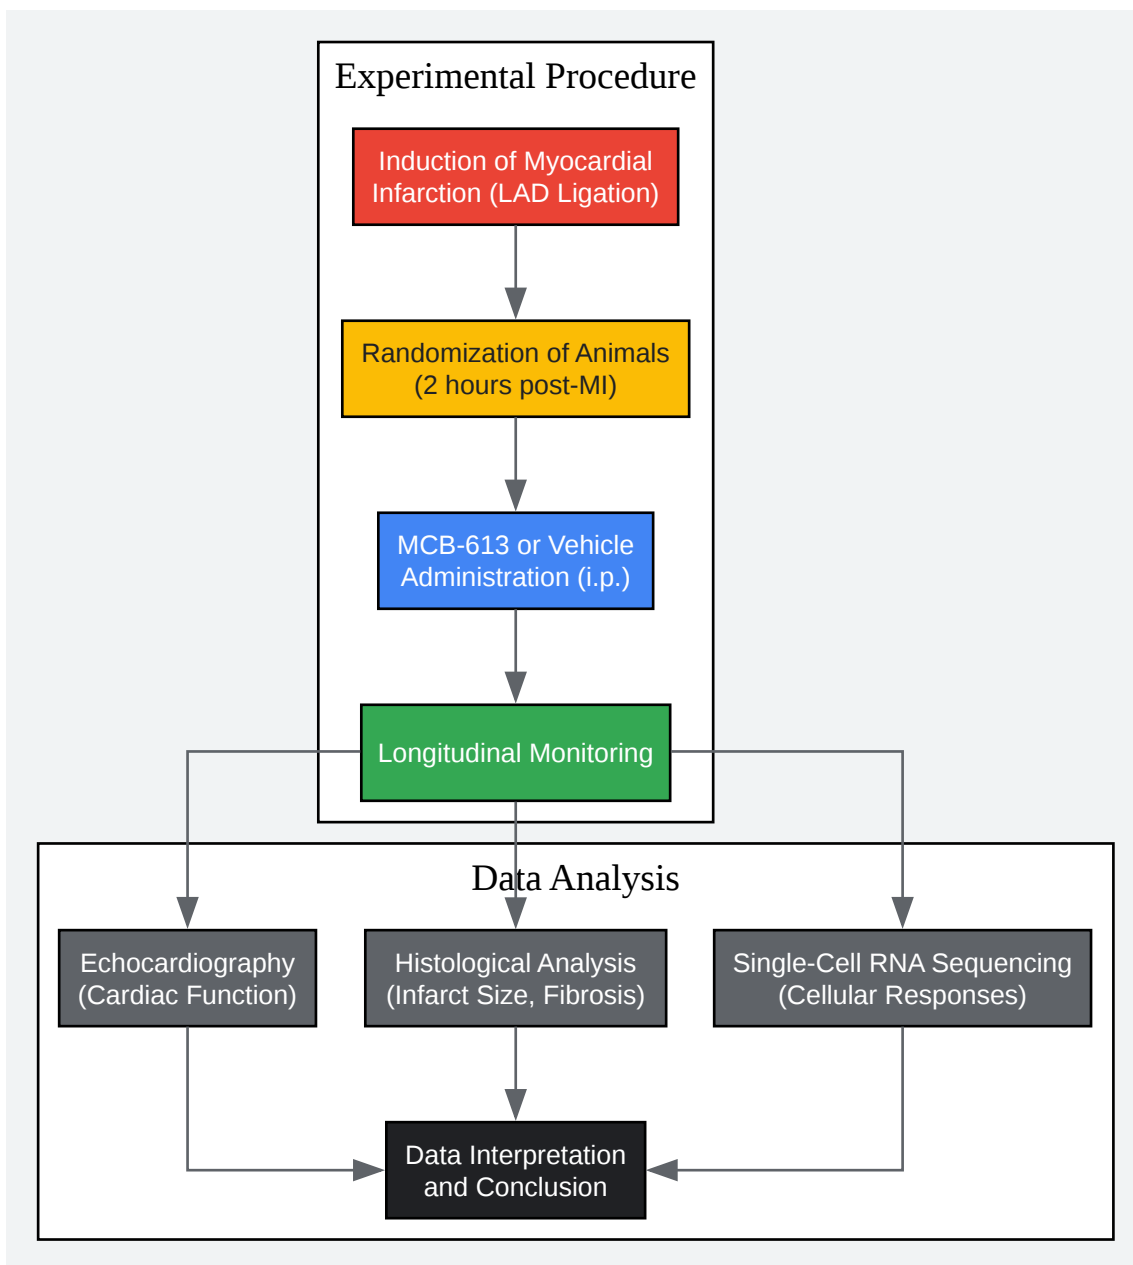 Experimental Procedure
Induction of Myocardial
Infarction (LAD Ligation)
Randomization of Animals
(2 hours post-MI)
MCB-613 or Vehicle
Administration (i.p.)
Longitudinal Monitoring
Data Analysis
Echocardiography
(Cardiac Function)
Histological Analysis
(Infarct Size, Fibrosis)
Single-Cell RNA Sequencing
(Cellular Responses)
Data Interpretation
and Conclusion